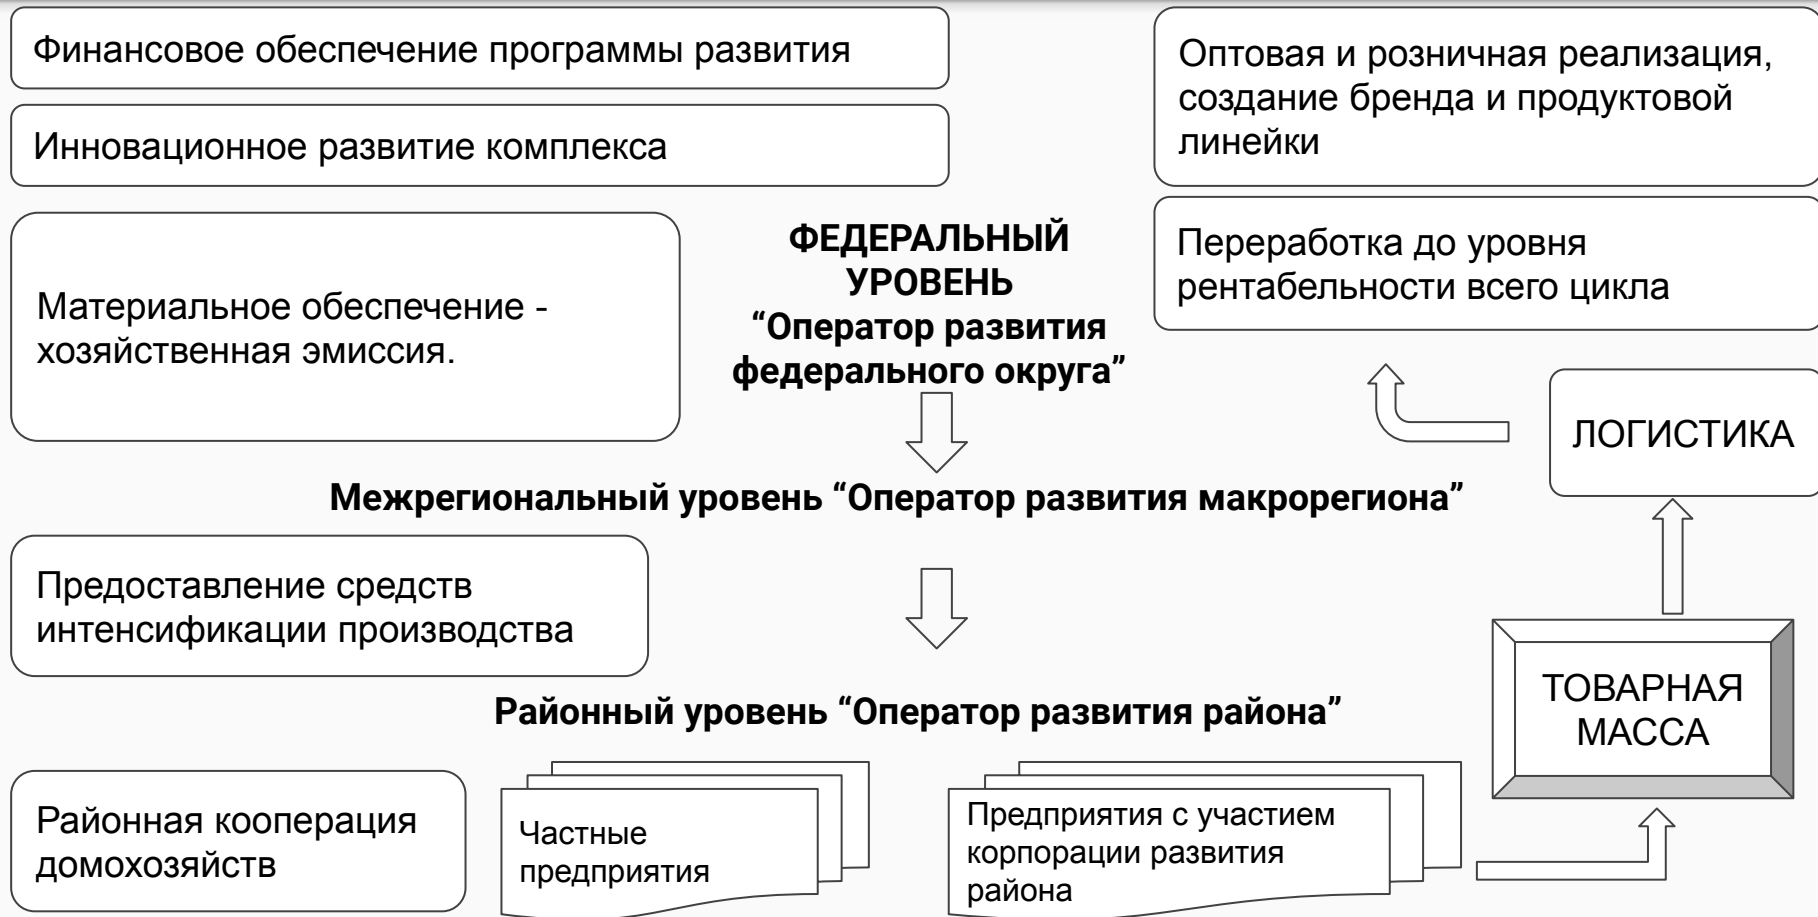 Финансовое обеспечение программы развития
Инновационное развитие комплекса
Оптовая и розничная реализация,
создание бренда и продуктовой
линейки
Материальное обеспечение -
хозяйственная эмиссия.
ФЕДЕРАЛЬНЫЙ
УРОВЕНЬ
“Оператор развития
федерального округа”
Переработка до уровня
рентабельности всего цикла
ЛОГИСТИКА
Межрегиональный уровень “Оператор развития макрорегиона”
Предоставление средств
интенсификации производства
ТОВАРНАЯ
МАССА
Районный уровень “Оператор развития района”
Районная кооперация
домохозяйств
Частные
предприятия
Предприятия с участием
корпорации развития
района